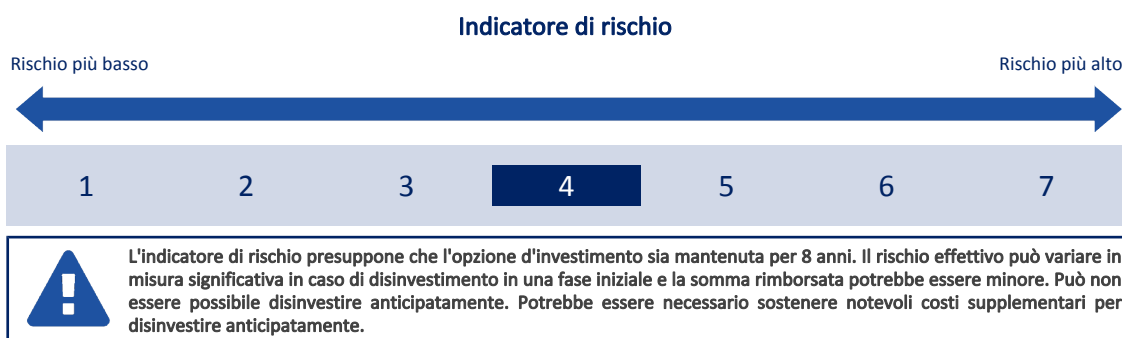 Indicatore di rischio
Rischio più basso
Rischio più alto
1 2 3 4 5 6 7
L'indicatore di rischio presuppone che l'opzione d'investimento sia mantenuta per 8 anni. Il rischio effettivo può variare in
misura significativa in caso di disinvestimento in una fase iniziale e la somma rimborsata potrebbe essere minore. Può non
essere possibile disinvestire anticipatamente. Potrebbe essere necessario sostenere notevoli costi supplementari per
disinvestire anticipatamente.